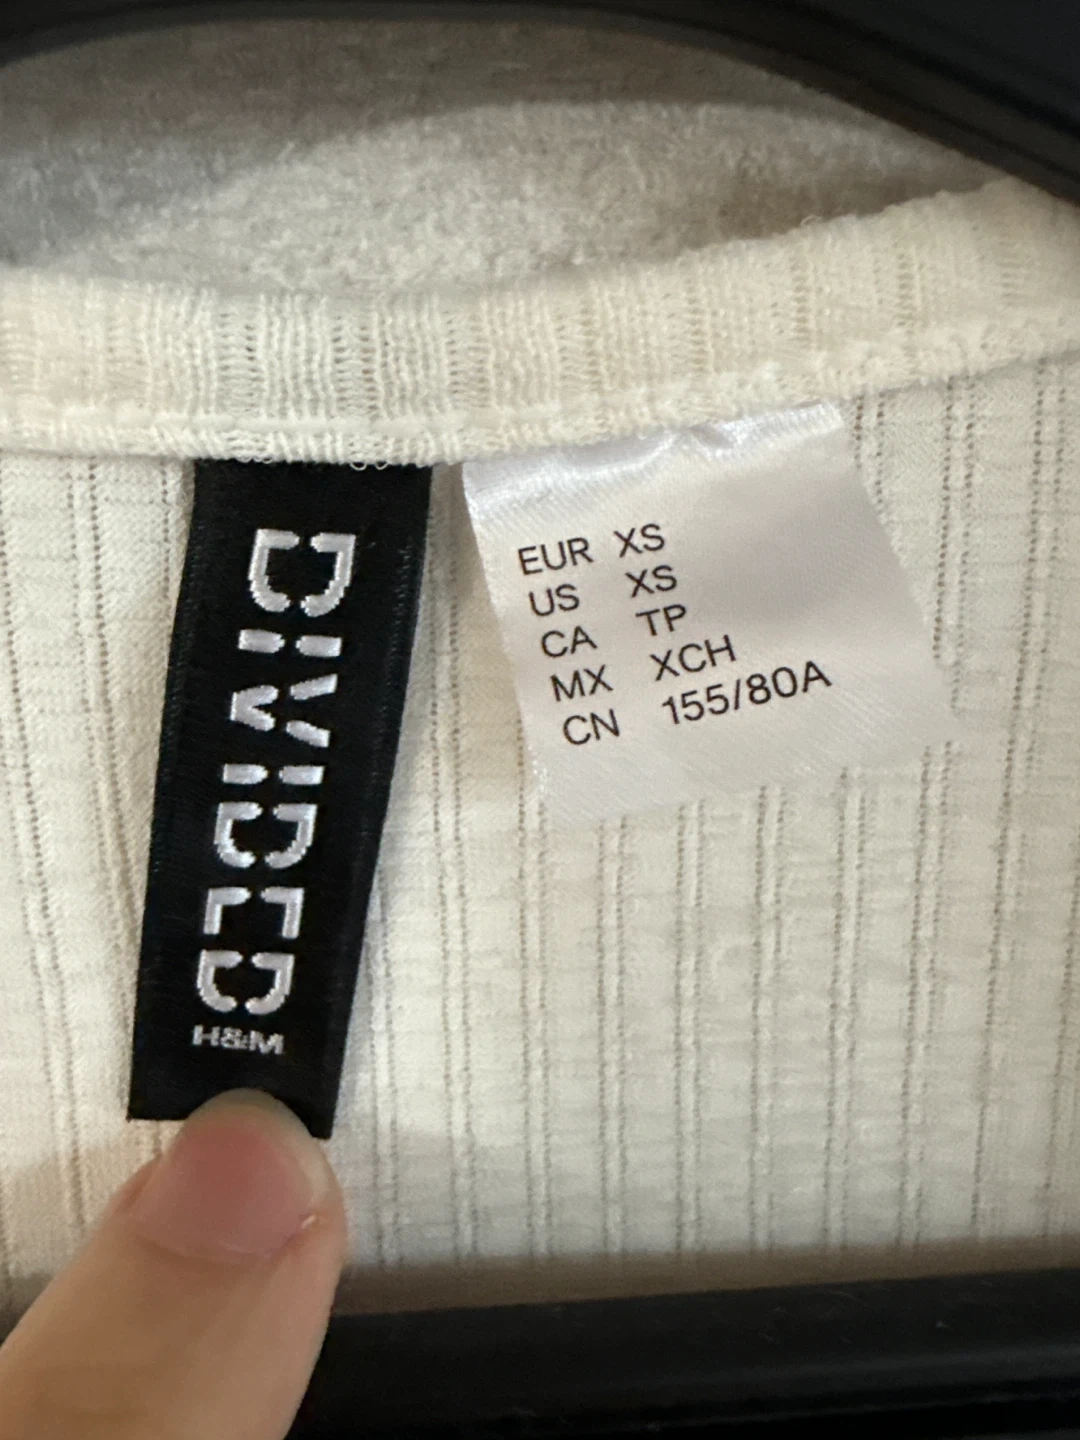 DIVIDED
H&M
EUR XS
US XS
CA TP
MX XCH
CN 155/80A